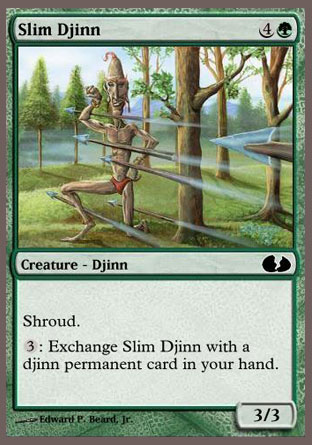 Slim Djinn 4
Creature - Djinn
Shroud.
3 : Exchange Slim Djinn with a
djinn permanent card in your hand.
Edward P. Beard, Jr.
3/3